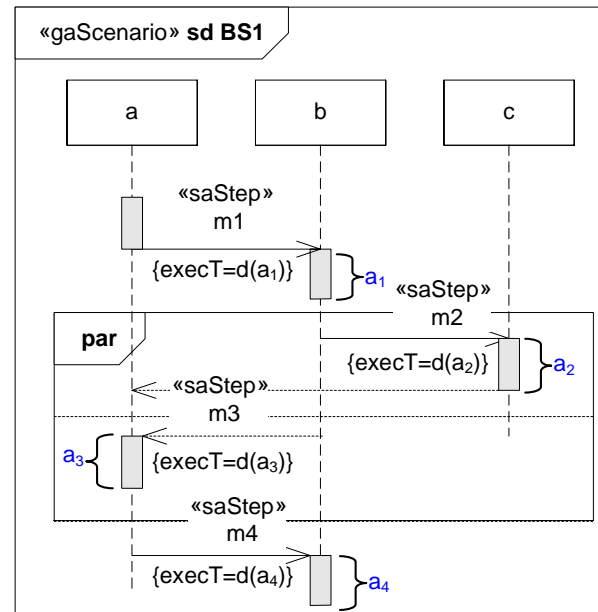 «gaScenario» sd BS1
a
b
c
«saStep»
m1
{execT=d(a₁)}
a₁
«saStep»
m2
par
{execT=d(a₂)}
a₂
«saStep»
m3
a₃
{execT=d(a₃)}
«saStep»
m4
{execT=d(a₄)}
a₄